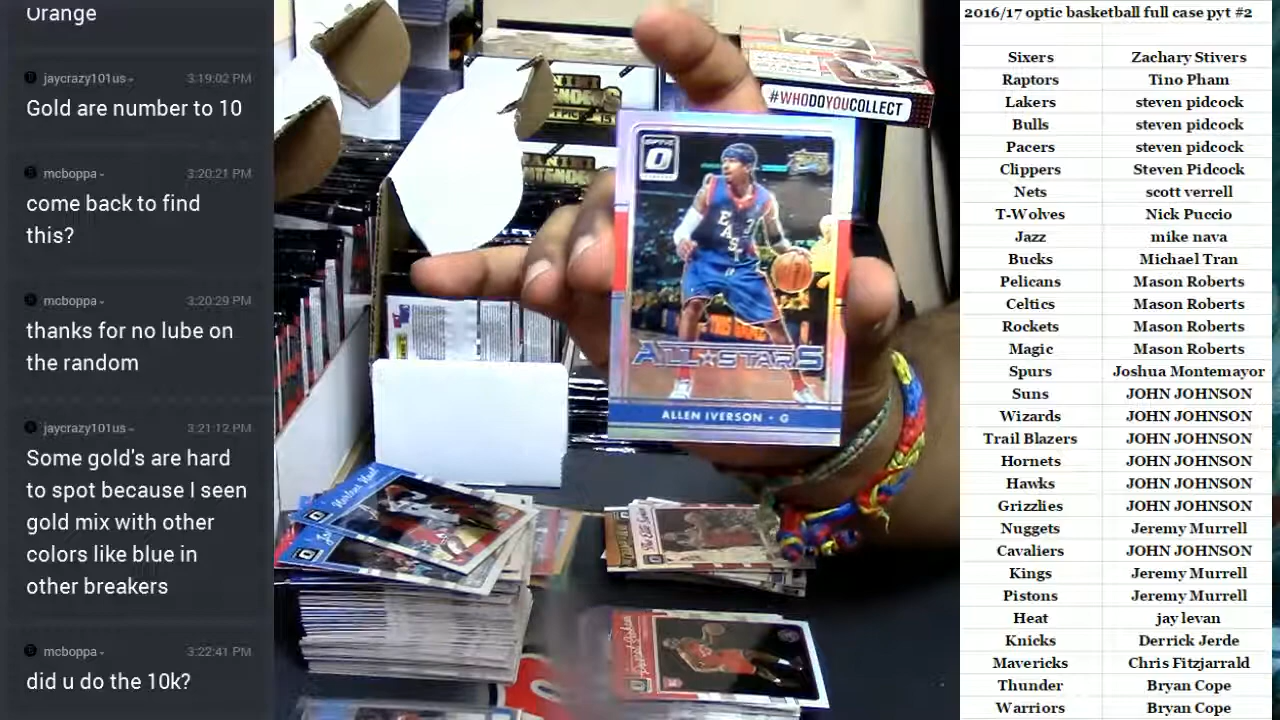 Orange
jaycrazy101us
3:19:02 PM
Gold are number to 10
mcboppa
3:20:21 PM
come back to find
this?
mcboppa
3:20:29 PM
thanks for no lube on
the random
jaycrazy101us
3:21:12 PM
Some gold's are hard
to spot because I seen
gold mix with other
colors like blue in
other breakers
mcboppa
3:22:41 PM
did u do the 10k?
#WHODOYOUCOLLECT
OPTIC
EAST
3
ALL★STARS
ALLEN IVERSON - G
2016/17 optic basketball full case pyt #2
Sixers Zachary Stivers
Raptors Tino Pham
Lakers steven pidcock
Bulls steven pidcock
Pacers steven pidcock
Clippers Steven Pidcock
Nets scott verrell
T-Wolves Nick Puccio
Jazz mike nava
Bucks Michael Tran
Pelicans Mason Roberts
Celtics Mason Roberts
Rockets Mason Roberts
Magic Mason Roberts
Spurs Joshua Montemayor
Suns JOHN JOHNSON
Wizards JOHN JOHNSON
Trail Blazers JOHN JOHNSON
Hornets JOHN JOHNSON
Hawks JOHN JOHNSON
Grizzlies JOHN JOHNSON
Nuggets Jeremy Murrell
Cavaliers JOHN JOHNSON
Kings Jeremy Murrell
Pistons Jeremy Murrell
Heat jay levan
Knicks Derrick Jerde
Mavericks Chris Fitzjarrald
Thunder Bryan Cope
Warriors Bryan Cope